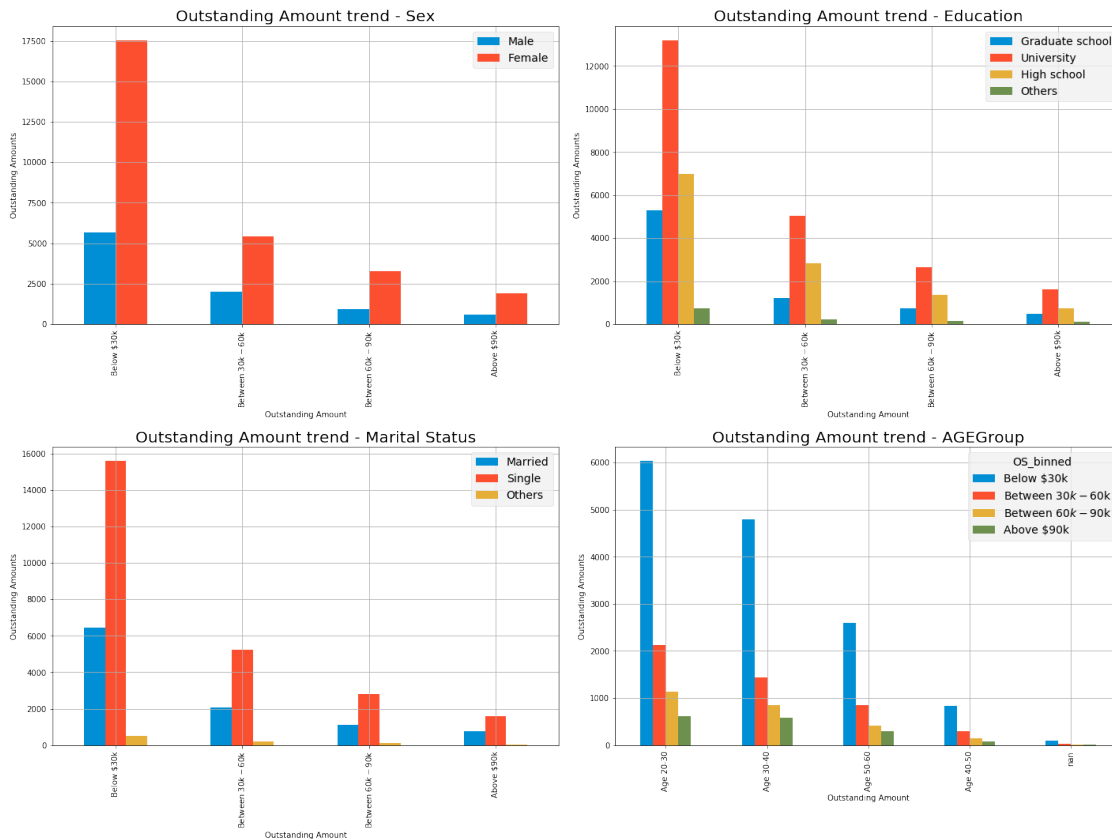 Outstanding Amount trend - Sex
Outstanding Amounts
17500
15000
12500
10000
7500
5000
2500
0
Male
Female
Below $30k
Between 30k − 60k
Between 60k − 90k
Above $90k
Outstanding Amount
Outstanding Amount trend - Education
Outstanding Amounts
12000
10000
8000
6000
4000
2000
0
Graduate school
University
High school
Others
Below $30k
Between 30k − 60k
Between 60k − 90k
Above $90k
Outstanding Amount
Outstanding Amount trend - Marital Status
Outstanding Amounts
16000
14000
12000
10000
8000
6000
4000
2000
0
Married
Single
Others
Below $30k
Between 30k − 60k
Between 60k − 90k
Above $90k
Outstanding Amount
Outstanding Amount trend - AGEGroup
Outstanding Amounts
6000
5000
4000
3000
2000
1000
0
OS_binned
Below $30k
Between 30k − 60k
Between 60k − 90k
Above $90k
Age 20-30
Age 30-40
Age 50-60
Age 40-50
nan
Outstanding Amount